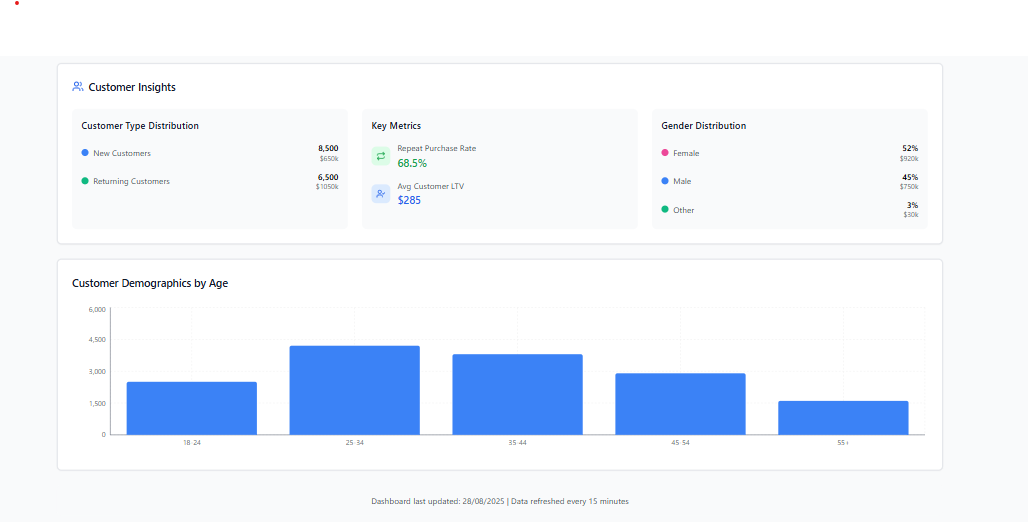 Customer Insights
Customer Type Distribution
New Customers
8,500
$650k
Returning Customers
6,500
$1050k
Key Metrics
Repeat Purchase Rate
68.5%
Avg Customer LTV
$285
Gender Distribution
Female
52%
$920k
Male
45%
$750k
Other
3%
$30k
Customer Demographics by Age
6,000
4,500
3,000
1,500
0
18-24
25-34
35-44
45-54
55+
Dashboard last updated: 28/08/2025 | Data refreshed every 15 minutes